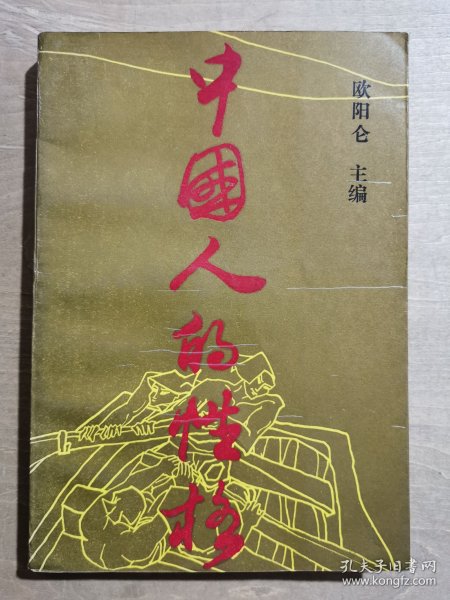 中國人的性格
欧阳仑 主编
孔夫子旧书网
www.kongfz.com